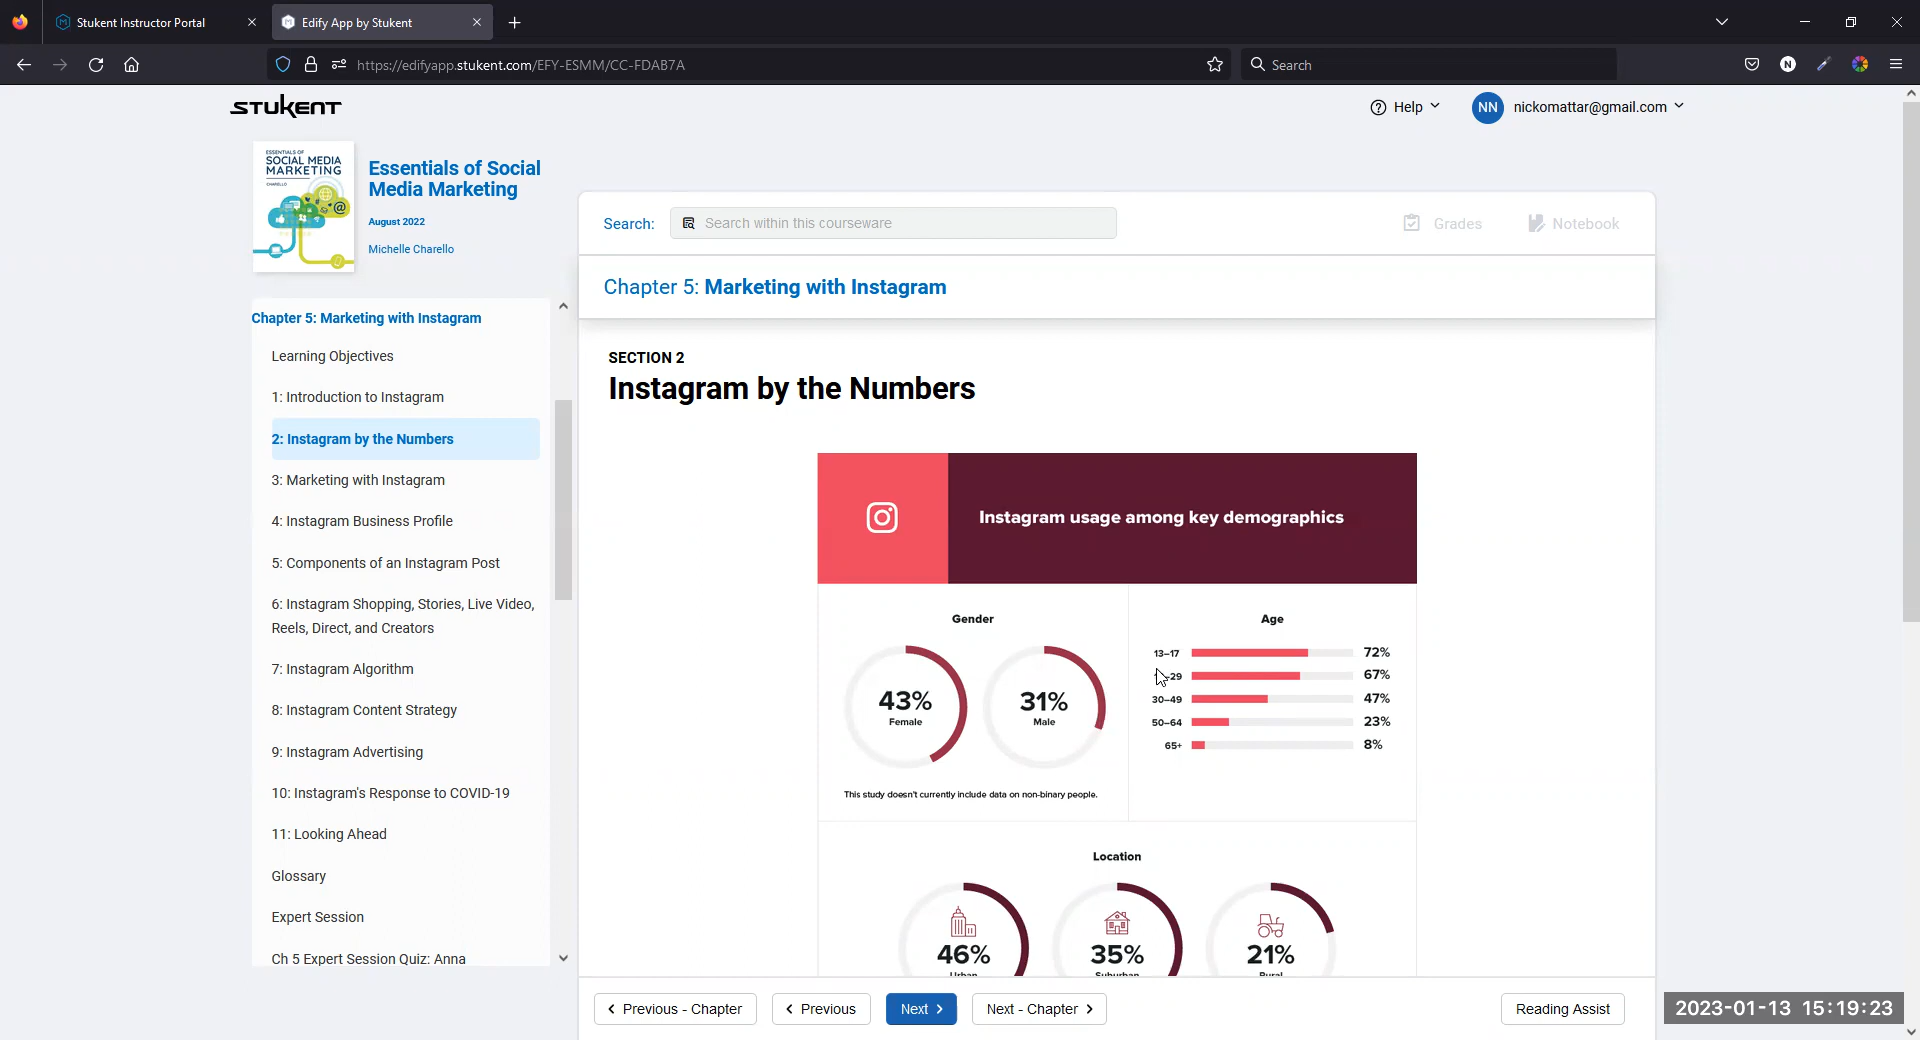 Stukent Instructor Portal
Edify App by Stukent
https://edifyapp.stukent.com/EFY-ESMM/CC-FDAB7A
Search
STUKENT
Help
NN
nickomattar@gmail.com
ESSENTIALS OF
SOCIAL MEDIA
MARKETING
CHARELLO
Essentials of Social
Media Marketing
August 2022
Michelle Charello
Search:
Search within this courseware
Grades
Notebook
Chapter 5: Marketing with Instagram
Chapter 5: Marketing with Instagram
Learning Objectives
1: Introduction to Instagram
2: Instagram by the Numbers
3: Marketing with Instagram
4: Instagram Business Profile
5: Components of an Instagram Post
6: Instagram Shopping, Stories, Live Video,
Reels, Direct, and Creators
7: Instagram Algorithm
8: Instagram Content Strategy
9: Instagram Advertising
10: Instagram's Response to COVID-19
11: Looking Ahead
Glossary
Expert Session
Ch 5 Expert Session Quiz: Anna
SECTION 2
Instagram by the Numbers
Instagram usage among key demographics
Gender
43%
Female
31%
Male
This study doesn't currently include data on non-binary people.
Age
13–17 72%
–29 67%
30–49 47%
50–64 23%
65+ 8%
Location
46%
Urban
35%
Suburban
21%
Rural
Previous - Chapter
Previous
Next
Next - Chapter
Reading Assist
2023-01-13 15:19:23